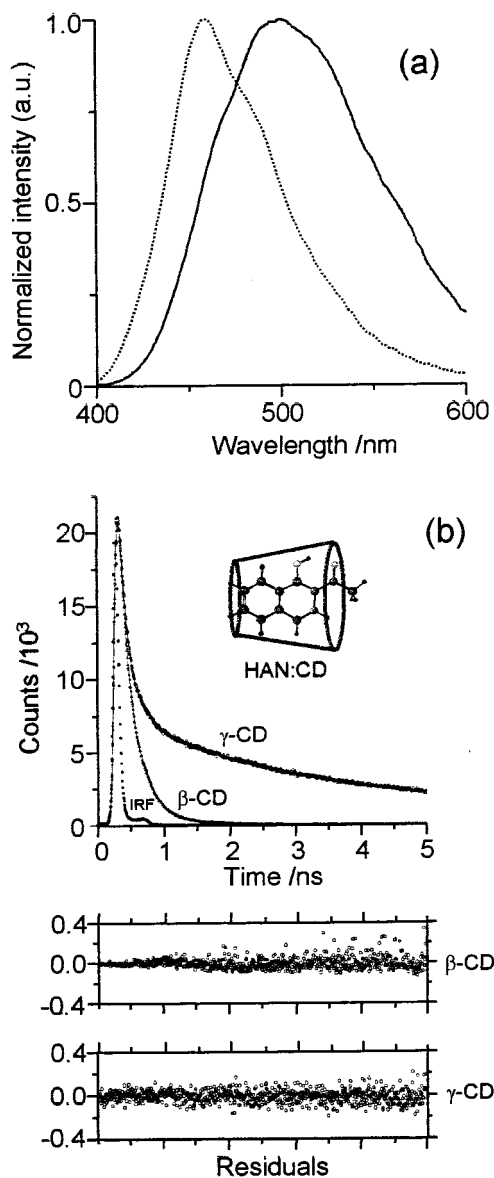 1.0
(a)
Normalized intensity (a.u.)
0.5
0
400
500
600
Wavelength /nm
(b)
20
15
Counts /10³
10
5
0
HAN:CD
γ-CD
β-CD
IRF
0
1
2
3
4
5
Time /ns
0.4
0.0
-0.4
β-CD
0.4
0.0
-0.4
γ-CD
Residuals